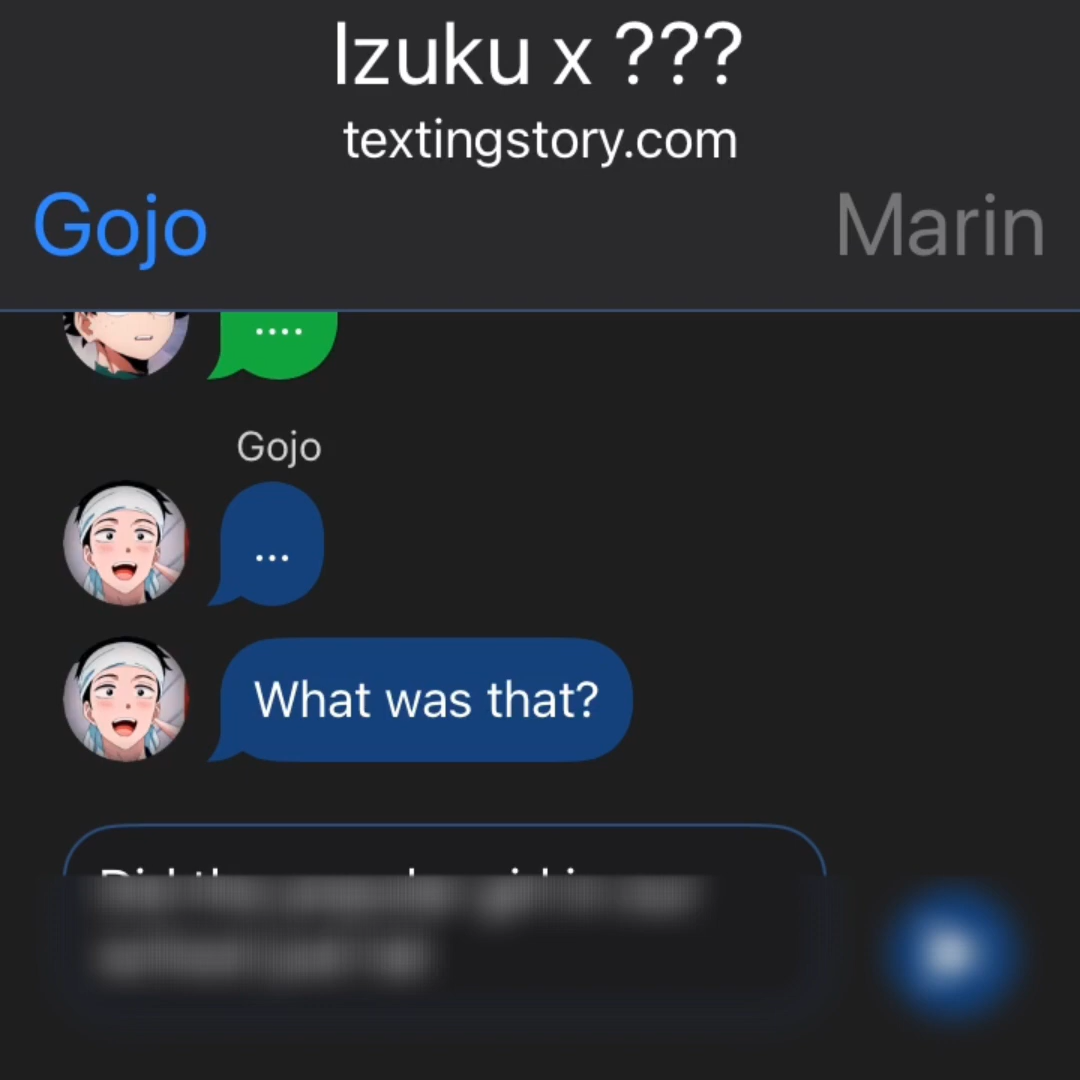 Izuku x ???
textingstory.com
Gojo
Marin
....
Gojo
...
What was that?